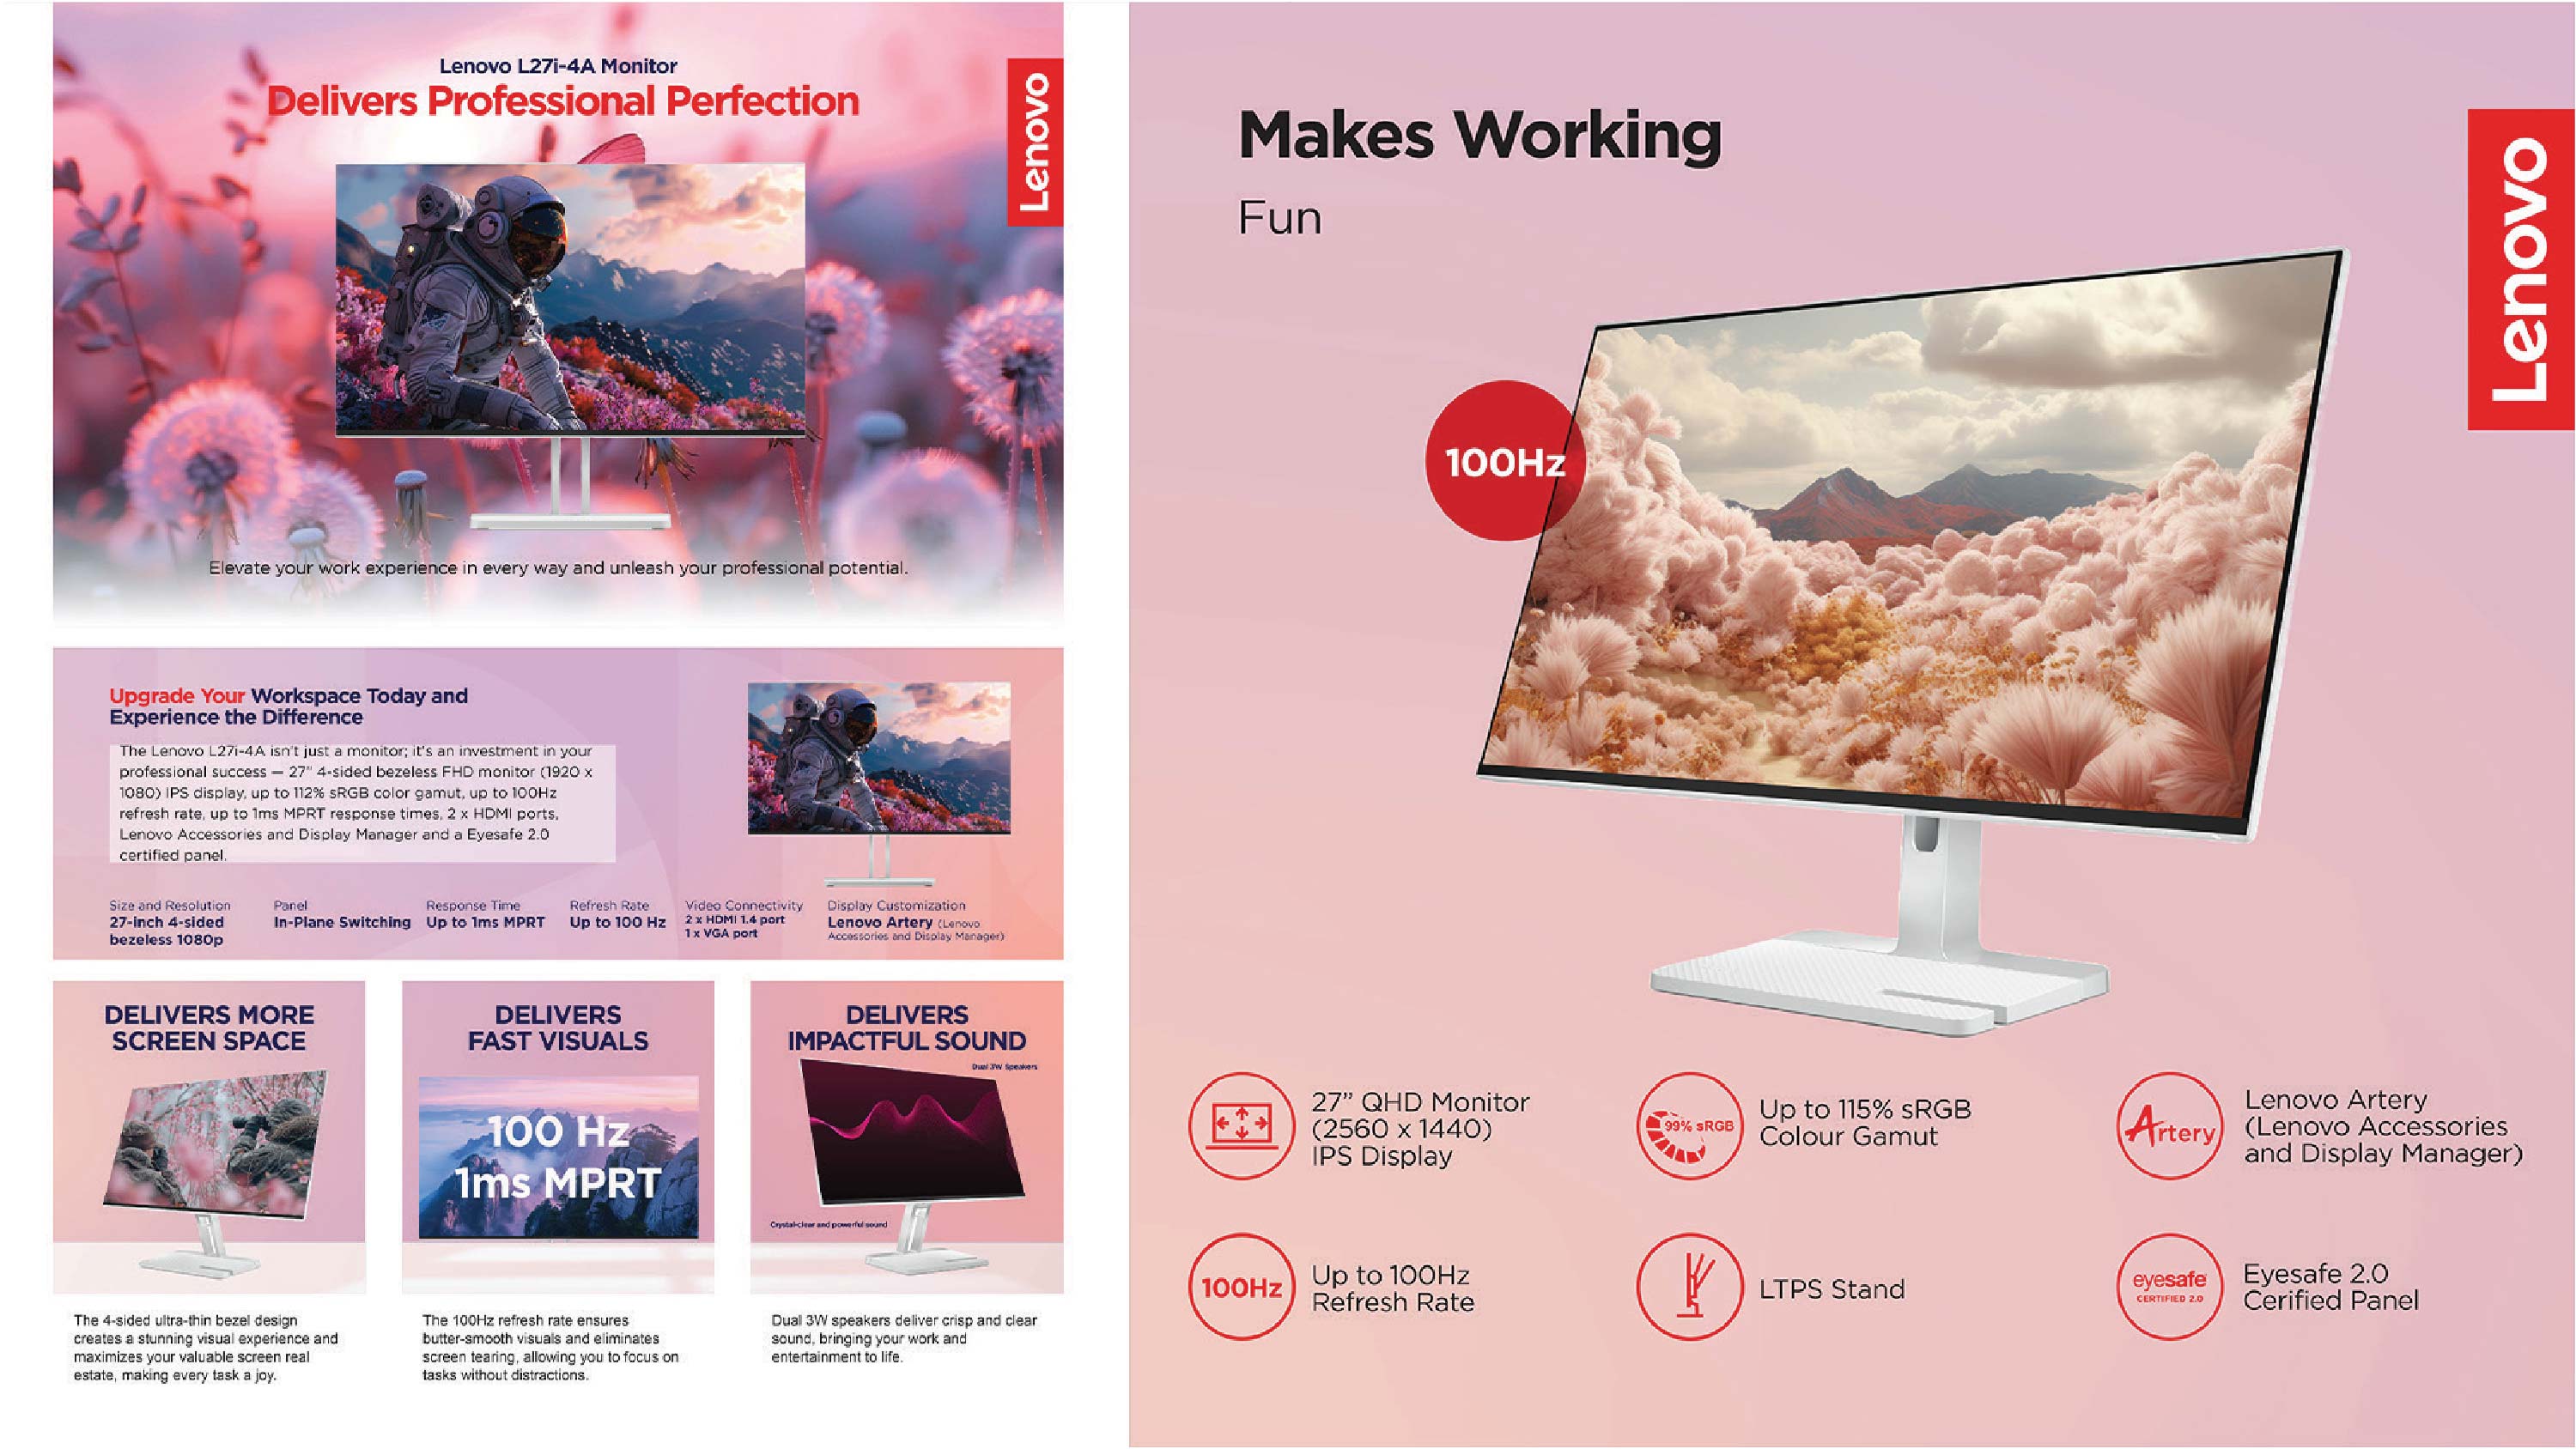 Lenovo L27i-4A Monitor
Delivers Professional Perfection
Lenovo
Elevate your work experience in every way and unleash your professional potential.
Upgrade Your Workspace Today and
Experience the Difference
The Lenovo L27i-4A isn't just a monitor; it's an investment in your
professional success — 27" 4-sided bezeless FHD monitor (1920 x
1080) IPS display, up to 112% sRGB color gamut, up to 100Hz
refresh rate, up to 1ms MPRT response times, 2 x HDMI ports,
Lenovo Accessories and Display Manager and a Eyesafe 2.0
certified panel.
Size and Resolution
27-inch 4-sided
bezeless 1080p
Panel
In-Plane Switching
Response Time
Up to 1ms MPRT
Refresh Rate
Up to 100 Hz
Video Connectivity
2 x HDMI 1.4 port
1 x VGA port
Display Customization
Lenovo Artery (Lenovo
Accessories and Display Manager)
DELIVERS MORE
SCREEN SPACE
The 4-sided ultra-thin bezel design
creates a stunning visual experience and
maximizes your valuable screen real
estate, making every task a joy.
DELIVERS
FAST VISUALS
100 Hz
1ms MPRT
The 100Hz refresh rate ensures
butter-smooth visuals and eliminates
screen tearing, allowing you to focus on
tasks without distractions.
DELIVERS
IMPACTFUL SOUND
Dual 3W Speakers
Crystal-clear and powerful sound
Dual 3W speakers deliver crisp and clear
sound, bringing your work and
entertainment to life.
Makes Working
Fun
Lenovo
100Hz
27” QHD Monitor
(2560 x 1440)
IPS Display
99% sRGB
Up to 115% sRGB
Colour Gamut
Artery
Lenovo Artery
(Lenovo Accessories
and Display Manager)
100Hz
Up to 100Hz
Refresh Rate
LTPS Stand
eyesafe
CERTIFIED 2.0
Eyesafe 2.0
Cerified Panel